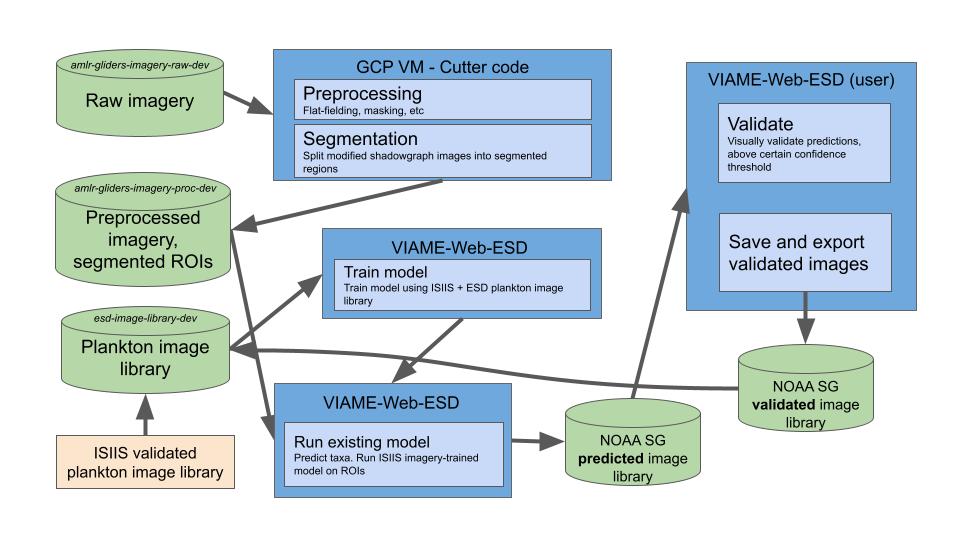 amlr-gliders-imagery-raw-dev
Raw imagery
GCP VM - Cutter code
Preprocessing
Flat-fielding, masking, etc
Segmentation
Split modified shadowgraph images into segmented
regions
VIAME-Web-ESD (user)
Validate
Visually validate predictions,
above certain confidence
threshold
Save and export
validated images
amlr-gliders-imagery-proc-dev
Preprocessed
imagery,
segmented ROIs
VIAME-Web-ESD
Train model
Train model using ISIIS + ESD plankton image
library
esd-image-library-dev
Plankton image
library
VIAME-Web-ESD
Run existing model
Predict taxa. Run ISIIS imagery-trained
model on ROIs
NOAA SG
predicted image
library
NOAA SG
validated image
library
ISIIS validated
plankton image library